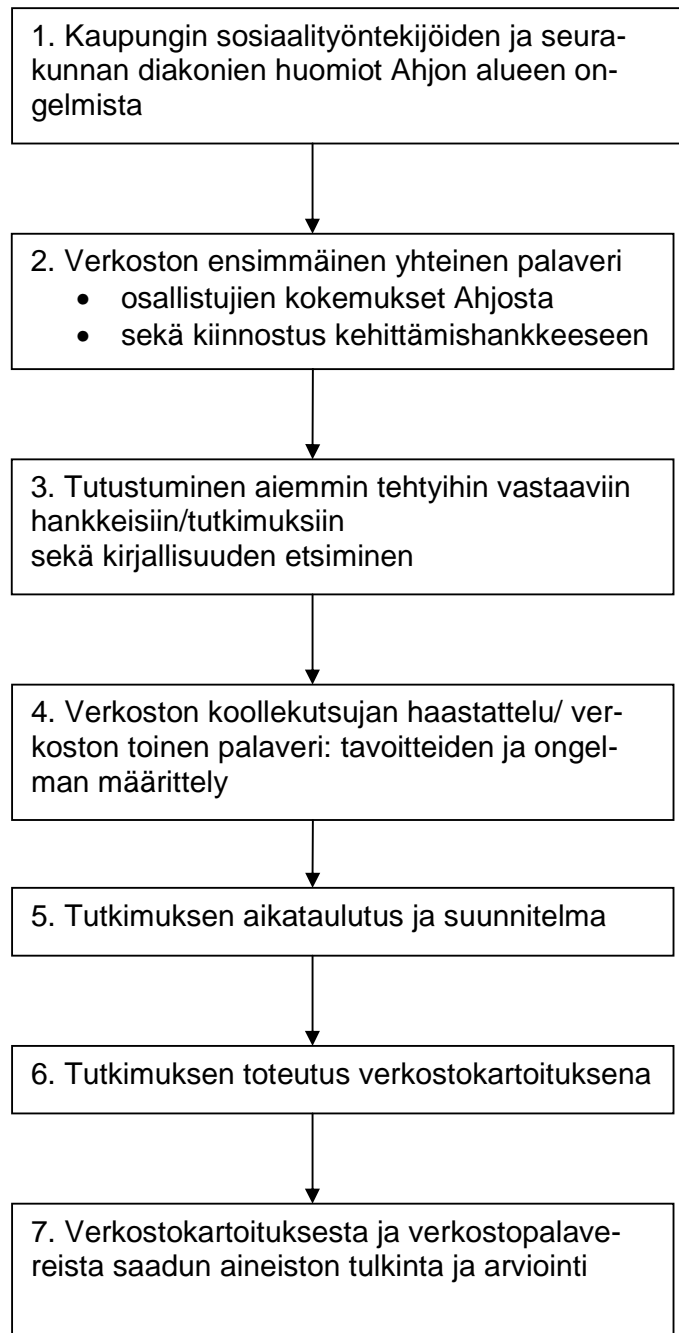 1. Kaupungin sosiaalityöntekijöiden ja seura-
kunnan diakonien huomiot Ahjon alueen on-
gelmista
2. Verkoston ensimmäinen yhteinen palaveri
• osallistujien kokemukset Ahjosta
• sekä kiinnostus kehittämishankkeeseen
3. Tutustuminen aiemmin tehtyihin vastaaviin
hankkeisiin/tutkimuksiin
sekä kirjallisuuden etsiminen
4. Verkoston koollekutsujan haastattelu/ ver-
koston toinen palaveri: tavoitteiden ja ongel-
man määrittely
5. Tutkimuksen aikataulutus ja suunnitelma
6. Tutkimuksen toteutus verkostokartoituksena
7. Verkostokartoituksesta ja verkostopalave-
reista saadun aineiston tulkinta ja arviointi